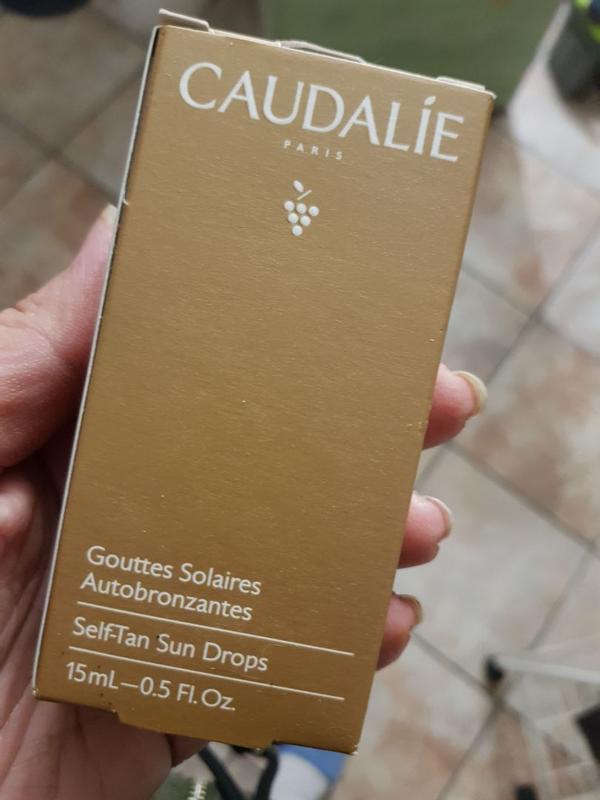 CAUDALÍE
PARIS
Gouttes Solaires
Autobronzantes
Self-Tan Sun Drops
15mL—0.5 Fl.Oz.